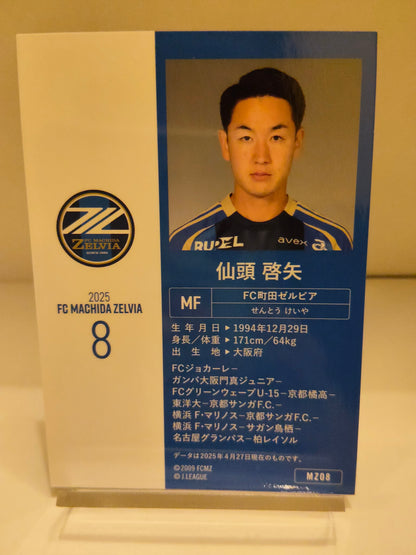 FC MACHIDA
ZELVIA
2025
FC MACHIDA ZELVIA
8
RUDEL
avex
仙頭 啓矢
MF
FC町田ゼルビア
せんとう けいや
生年月日▶1994年12月29日
身長／体重▶171cm／64kg
出生地▶大阪府
FCジョカーレ−
ガンバ大阪門真ジュニア−
FCグリーンウェーブU-15−京都橘高−
東洋大−京都サンガF.C.−
横浜 F・マリノス−京都サンガF.C.−
横浜 F・マリノス−サガン鳥栖−
名古屋グランパス−柏レイソル
データは2025年4月27日現在のものです。
©2009 FCMZ
© J.LEAGUE
MZ08